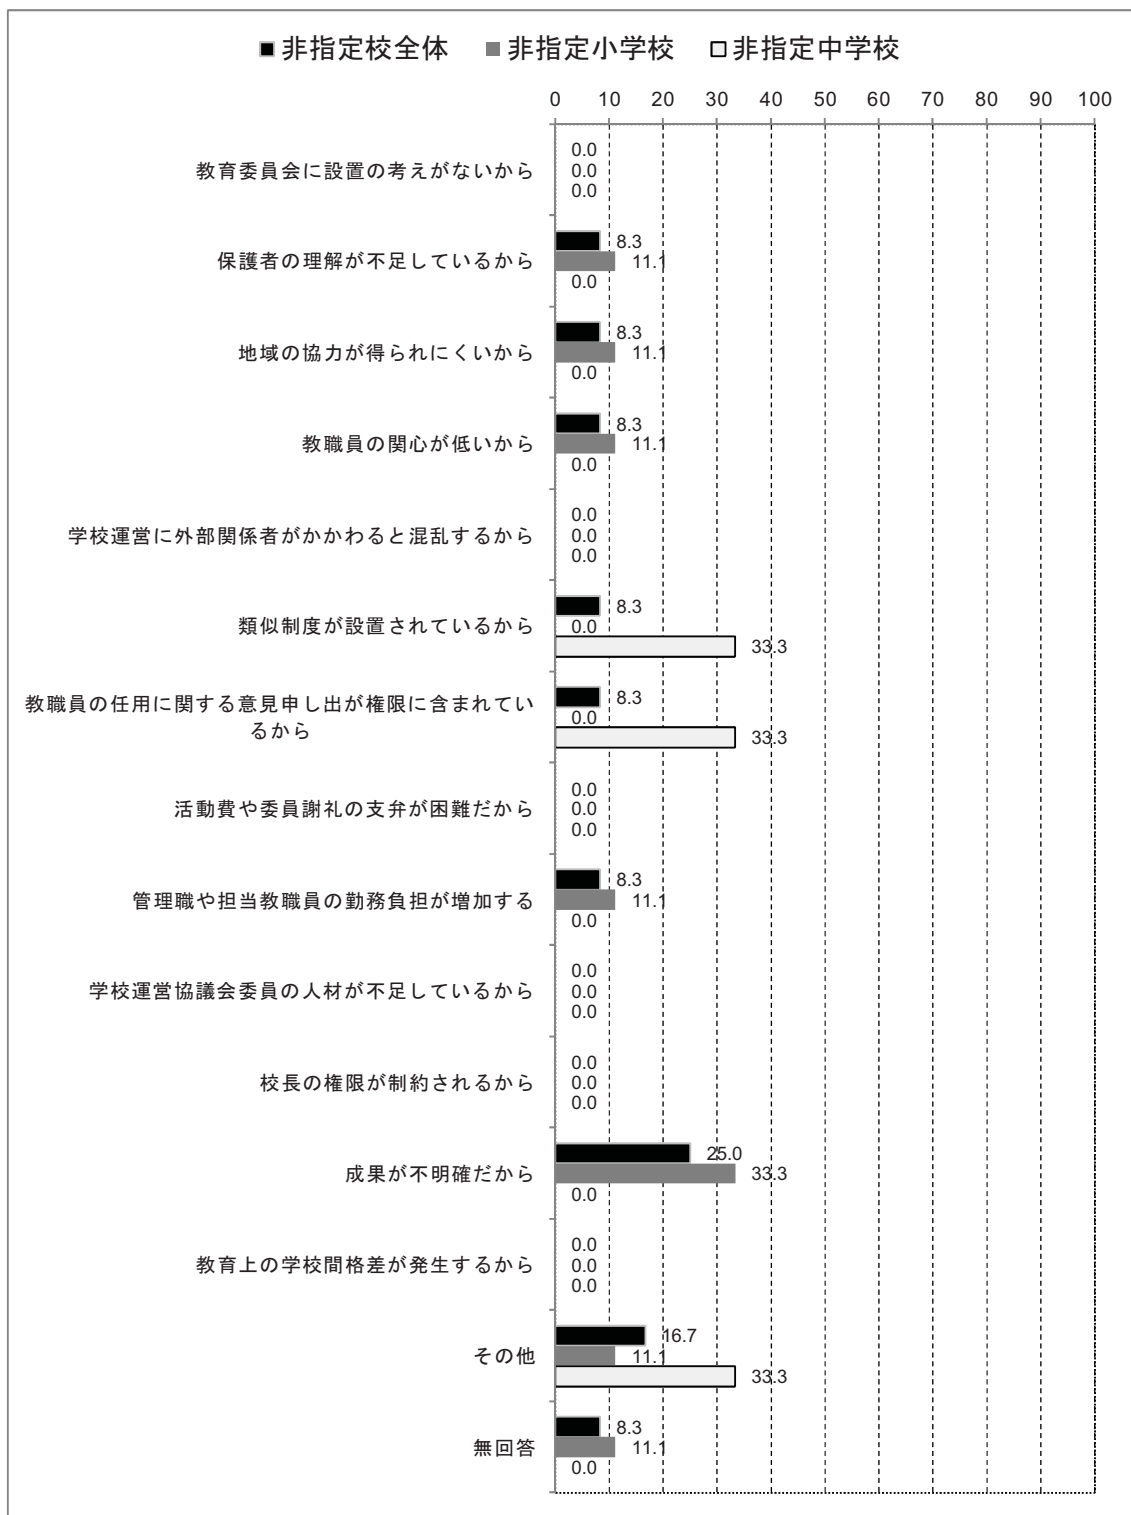 非指定校全体 非指定小学校 非指定中学校
0 10 20 30 40 50 60 70 80 90 100
教育委員会に設置の考えがないから
0.0
0.0
0.0
保護者の理解が不足しているから
8.3
11.1
0.0
地域の協力が得られにくいから
8.3
11.1
0.0
教職員の関心が低いから
8.3
11.1
0.0
学校運営に外部関係者がかかわると混乱するから
0.0
0.0
0.0
類似制度が設置されているから
8.3
0.0
33.3
教職員の任用に関する意見申し出が権限に含まれてい
るから
8.3
0.0
33.3
活動費や委員謝礼の支弁が困難だから
0.0
0.0
0.0
管理職や担当教職員の勤務負担が増加する
8.3
11.1
0.0
学校運営協議会委員の人材が不足しているから
0.0
0.0
0.0
校長の権限が制約されるから
0.0
0.0
0.0
成果が不明確だから
25.0
33.3
0.0
教育上の学校間格差が発生するから
0.0
0.0
0.0
その他
16.7
11.1
33.3
無回答
8.3
11.1
0.0